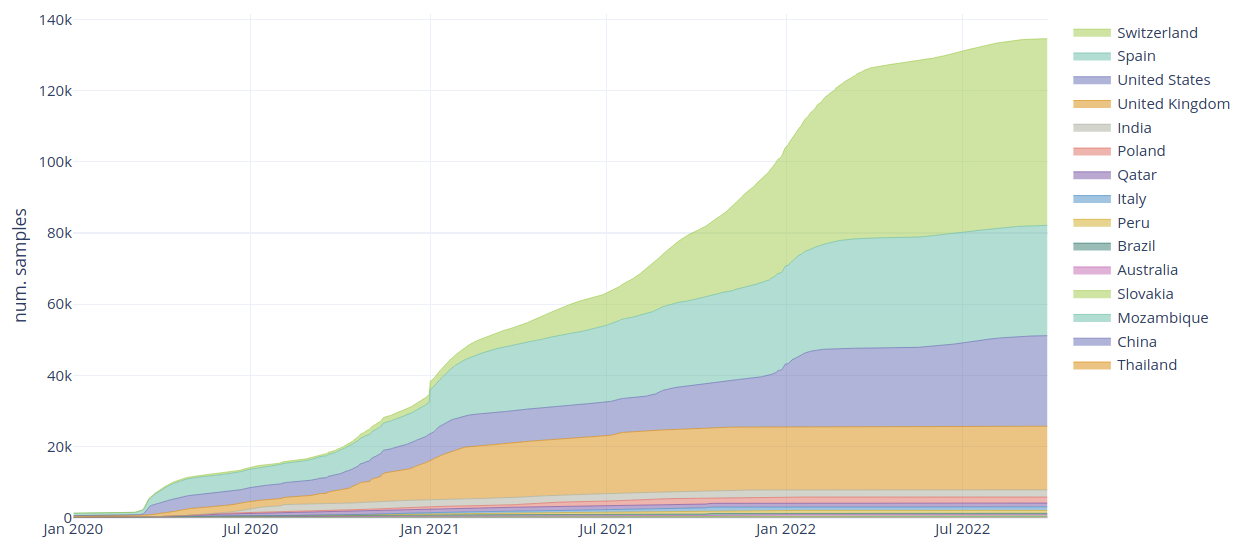 140k
120k
100k
80k
60k
40k
20k
0
num. samples
Jan 2020
Jul 2020
Jan 2021
Jul 2021
Jan 2022
Jul 2022
Switzerland
Spain
United States
United Kingdom
India
Poland
Qatar
Italy
Peru
Brazil
Australia
Slovakia
Mozambique
China
Thailand